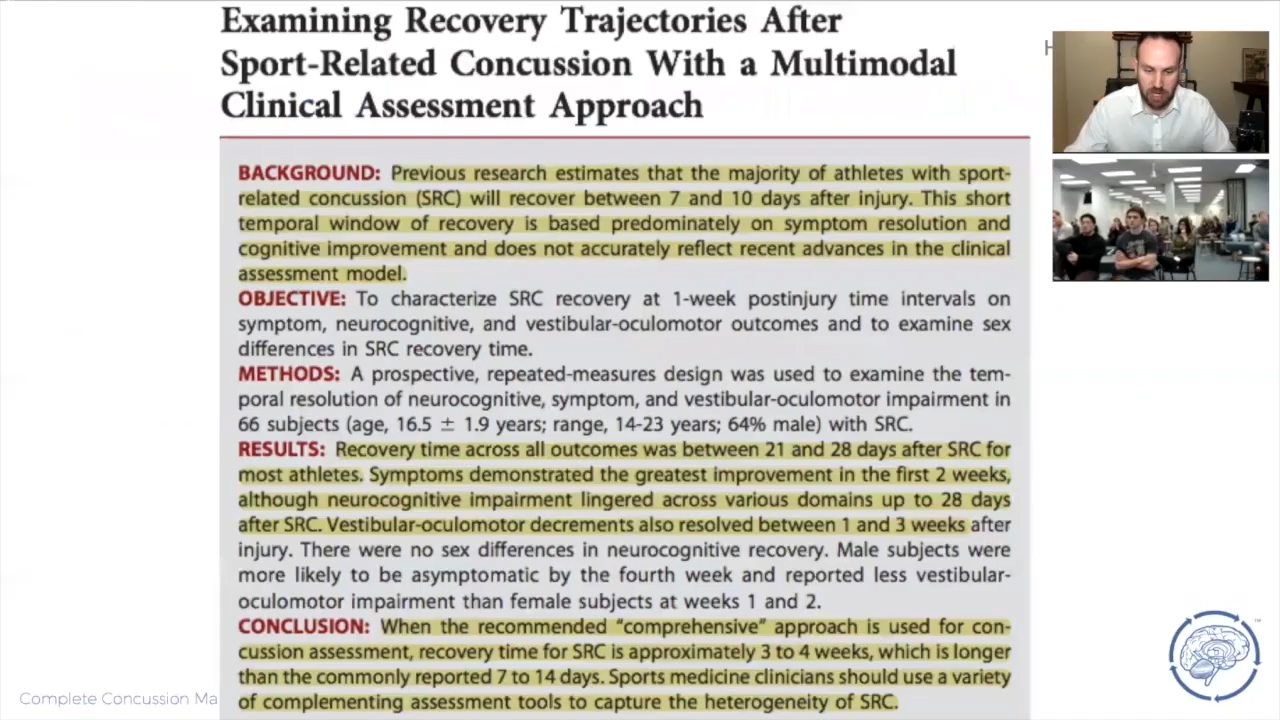 Examining Recovery Trajectories After
Sport-Related Concussion With a Multimodal
Clinical Assessment Approach
H
BACKGROUND: Previous research estimates that the majority of athletes with sport-
related concussion (SRC) will recover between 7 and 10 days after injury. This short
temporal window of recovery is based predominantly on symptom resolution and
cognitive improvement and does not accurately reflect recent advances in the clinical
assessment model.
OBJECTIVE: To characterize SRC recovery at 1-week postinjury time intervals on
symptom, neurocognitive, and vestibular-oculomotor outcomes and to examine sex
differences in SRC recovery time.
METHODS: A prospective, repeated-measures design was used to examine the tem-
poral resolution of neurocognitive, symptom, and vestibular-oculomotor impairment in
66 subjects (age, 16.5 ± 1.9 years; range, 14-23 years; 64% male) with SRC.
RESULTS: Recovery time across all outcomes was between 21 and 28 days after SRC for
most athletes. Symptoms demonstrated the greatest improvement in the first 2 weeks,
although neurocognitive impairment lingered across various domains up to 28 days
after SRC. Vestibular-oculomotor decrements also resolved between 1 and 3 weeks after
injury. There were no sex differences in neurocognitive recovery. Male subjects were
more likely to be asymptomatic by the fourth week and reported less vestibular-
oculomotor impairment than female subjects at weeks 1 and 2.
CONCLUSION: When the recommended “comprehensive” approach is used for con-
cussion assessment, recovery time for SRC is approximately 3 to 4 weeks, which is longer
than the commonly reported 7 to 14 days. Sports medicine clinicians should use a variety
of complementing assessment tools to capture the heterogeneity of SRC.
Complete Concussion Ma